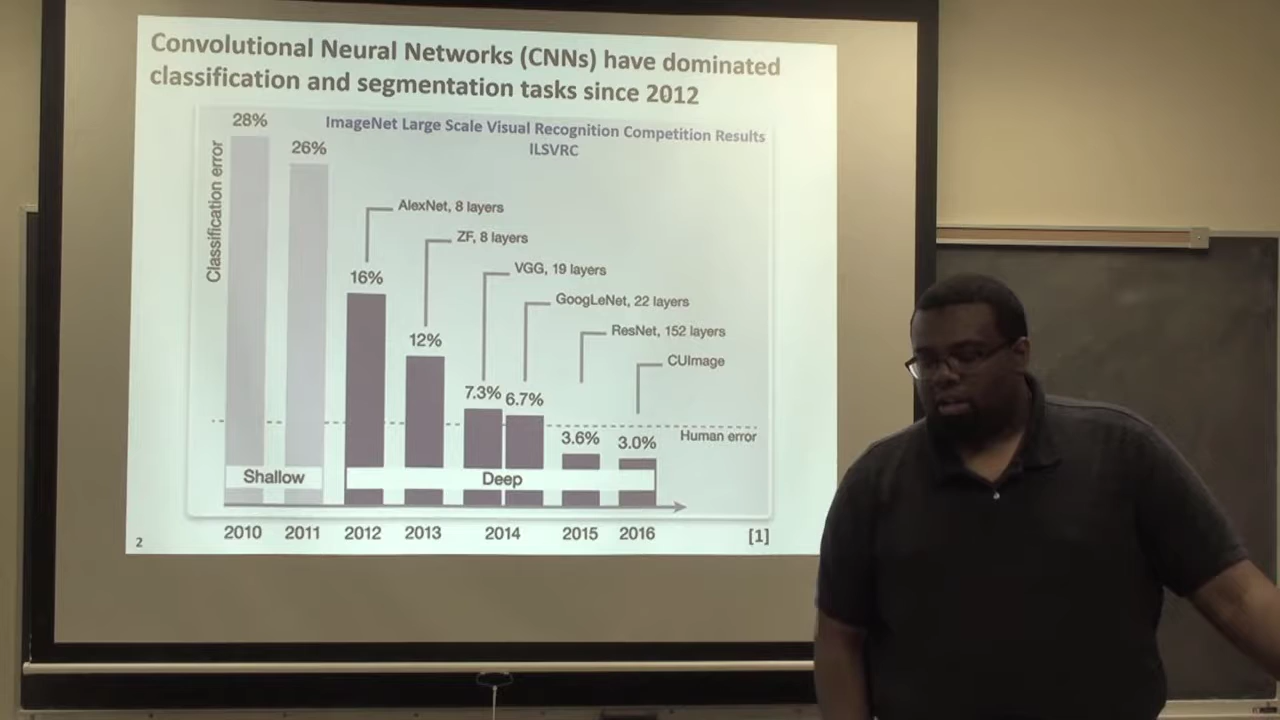 Convolutional Neural Networks (CNNs) have dominated
classification and segmentation tasks since 2012
ImageNet Large Scale Visual Recognition Competition Results
ILSVRC
Classification error
28%
26%
16%
12%
7.3%
6.7%
3.6%
3.0%
AlexNet, 8 layers
ZF, 8 layers
VGG, 19 layers
GoogLeNet, 22 layers
ResNet, 152 layers
CUImage
Human error
Shallow
Deep
2010 2011 2012 2013 2014 2015 2016
[1]
2